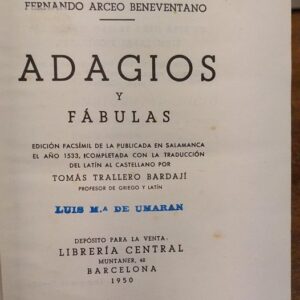 FERNANDO ARCEO BENEVENTANO
ADAGIOS
Y
FÁBULAS
EDICIÓN FACSÍMIL DE LA PUBLICADA EN SALAMANCA
EL AÑO 1533, COMPLETADA CON LA TRADUCCIÓN
DEL LATÍN AL CASTELLANO POR
TOMÁS TRALLERO BARDAJÍ
PROFESOR DE GRIEGO Y LATÍN
LUIS M.ª DE UMARAN
DEPÓSITO PARA LA VENTA
LIBRERÍA CENTRAL
MUNTANER, 42
BARCELONA
1950